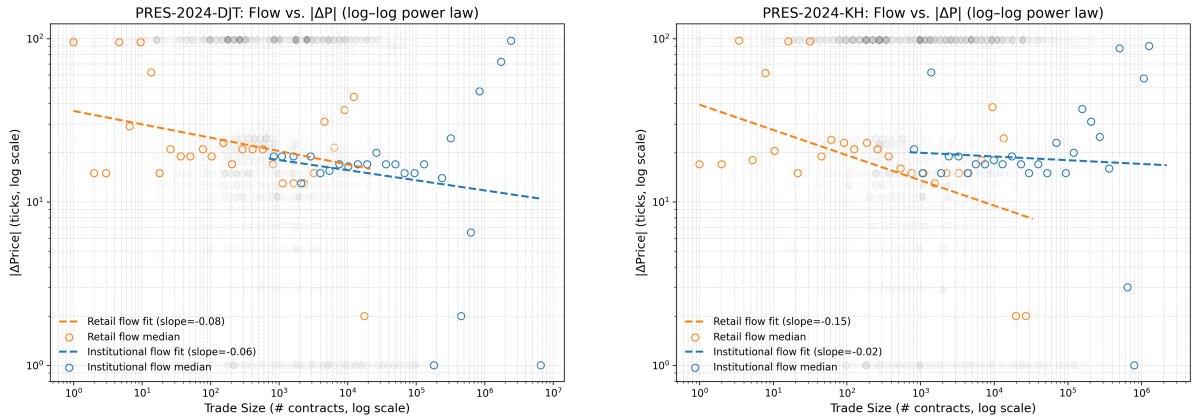 PRES-2024-DJT: Flow vs. |ΔP| (log–log power law)
10²
10¹
10⁰
|ΔPrice| (ticks, log scale)
Retail flow fit (slope=-0.08)
Retail flow median
Institutional flow fit (slope=-0.06)
Institutional flow median
10⁰ 10¹ 10² 10³ 10⁴ 10⁵ 10⁶ 10⁷
Trade Size (# contracts, log scale)
PRES-2024-KH: Flow vs. |ΔP| (log–log power law)
10²
10¹
10⁰
|ΔPrice| (ticks, log scale)
Retail flow fit (slope=-0.15)
Retail flow median
Institutional flow fit (slope=-0.02)
Institutional flow median
10⁰ 10¹ 10² 10³ 10⁴ 10⁵ 10⁶
Trade Size (# contracts, log scale)